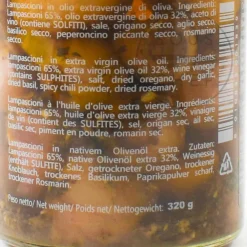 Lampascioni in olio extravergine di oliva. Ingredienti:
Lampascioni 65%, olio extravergine di oliva 32%, aceto di
vino (contiene SOLFITI), sale, origano secco, aglio secco,
basilico secco, peperoncino piccante secco, rosmarino
secco.
Lampascioni in extra virgin olive oil. Ingredients:
Lampascioni 65%, extra virgin olive oil 32%, wine vinegar
(contains SULPHITES), salt, dried oregano, dry garlic,
dried basil, spicy chili powder, dried rosemary.
Lampascioni à l'huile d'olive extra vierge. Ingrédients:
Lampascioni 65%, huile d'olive extra vierge 32%, vinaigre
de vin (contient des SULFITES), sel, origan sec, ail sec,
basilic sec, piment en poudre, romarin sec.
Lampascioni in nativem Olivenöl extra. Zutaten:
Lampascioni 65%, natives Olivenöl extra 32%, Weinessig
(enthält SULFITE), Salz, getrockneter Oregano, trockener
Knoblauch, trockenes Basilikum, Paprikapulver scharf,
trockener Rosmarin.
Peso netto/ Net weight/ Poids net/ Nettogewicht: 320 g